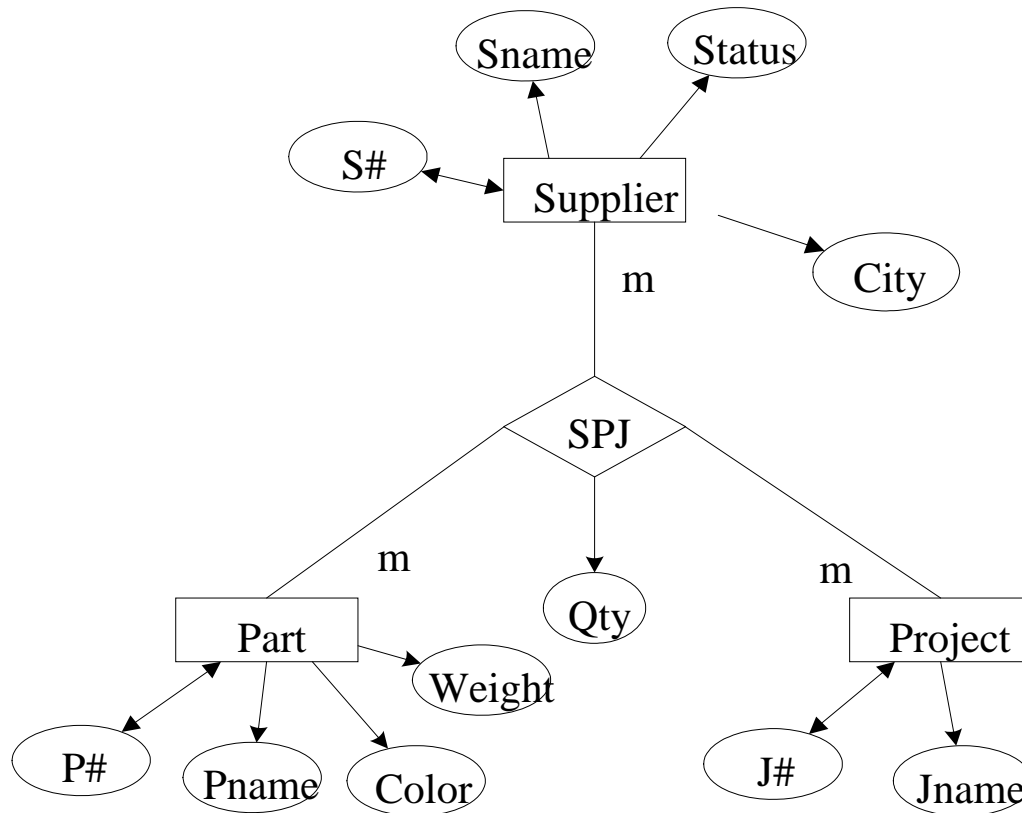 Sname
Status
S#
Supplier
City
m
SPJ
m
m
Qty
Part
Project
Weight
P#
Pname
Color
J#
Jname